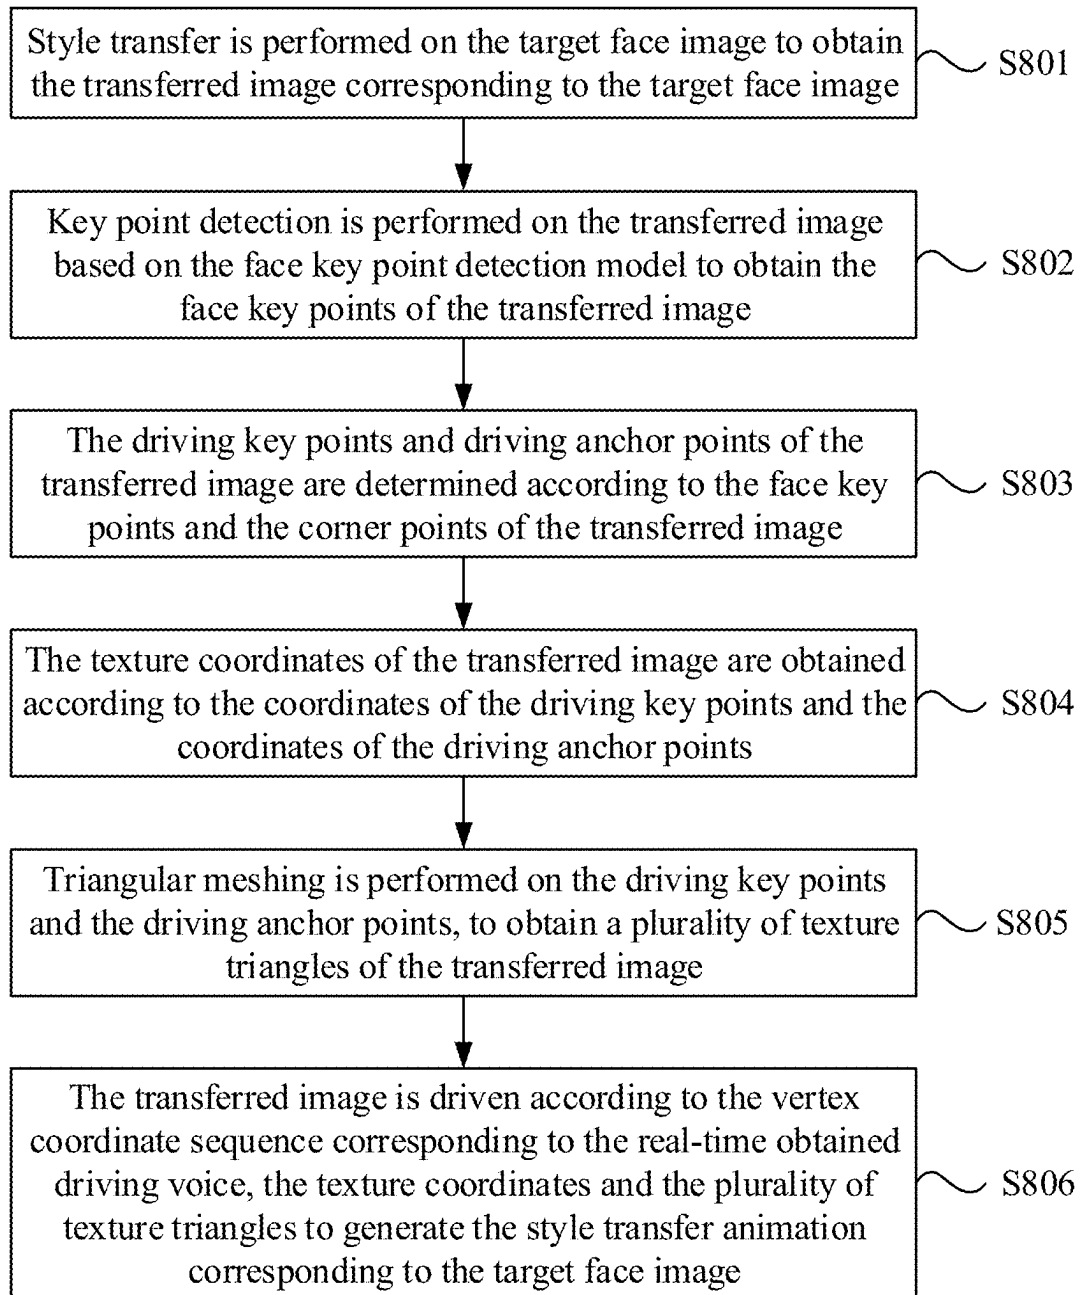 Style transfer is performed on the target face image to obtain
the transferred image corresponding to the target face image
S801
Key point detection is performed on the transferred image
based on the face key point detection model to obtain the
face key points of the transferred image
S802
The driving key points and driving anchor points of the
transferred image are determined according to the face key
points and the corner points of the transferred image
S803
The texture coordinates of the transferred image are obtained
according to the coordinates of the driving key points and the
coordinates of the driving anchor points
S804
Triangular meshing is performed on the driving key points
and the driving anchor points, to obtain a plurality of texture
triangles of the transferred image
S805
The transferred image is driven according to the vertex
coordinate sequence corresponding to the real-time obtained
driving voice, the texture coordinates and the plurality of
texture triangles to generate the style transfer animation
corresponding to the target face image
S806